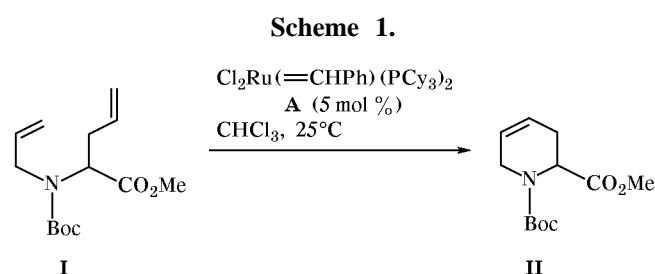 Scheme 1.
Cl₂Ru(=CHPh)(PCy₃)₂
A (5 mol %)
CHCl₃, 25°C
N
CO₂Me
Boc
I
N
CO₂Me
Boc
II